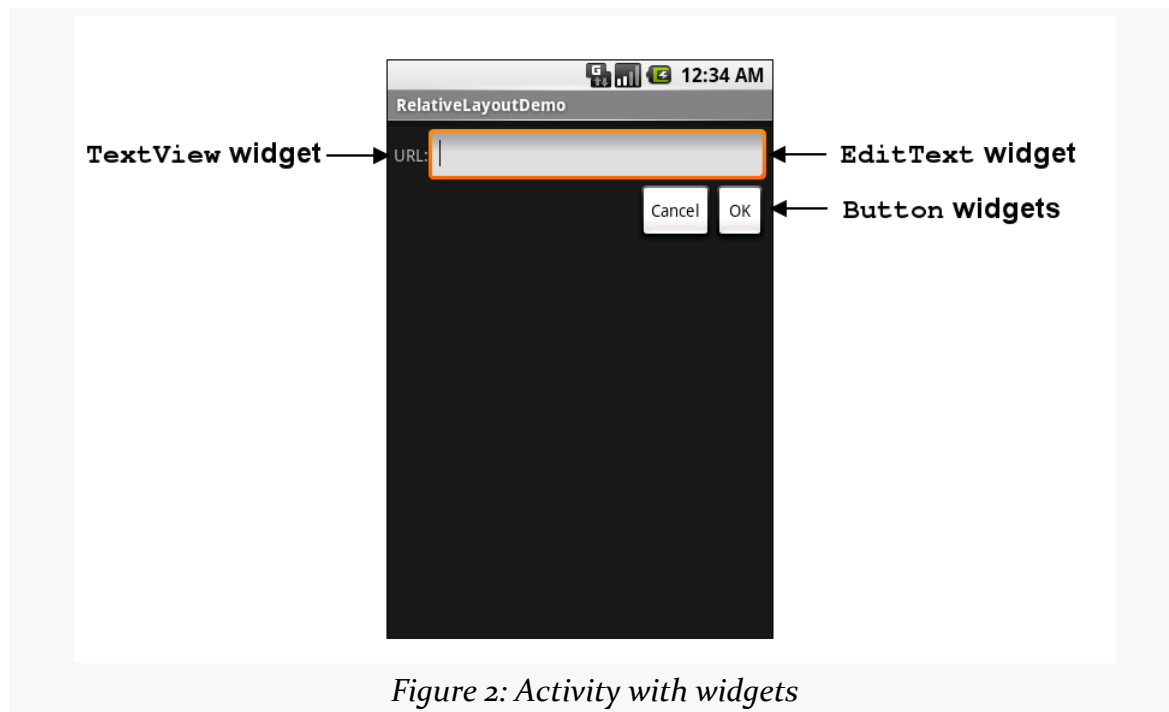 12:34 AM
RelativeLayoutDemo
TextView widget
URL:
EditText widget
Cancel
OK
Button widgets
Figure 2: Activity with widgets